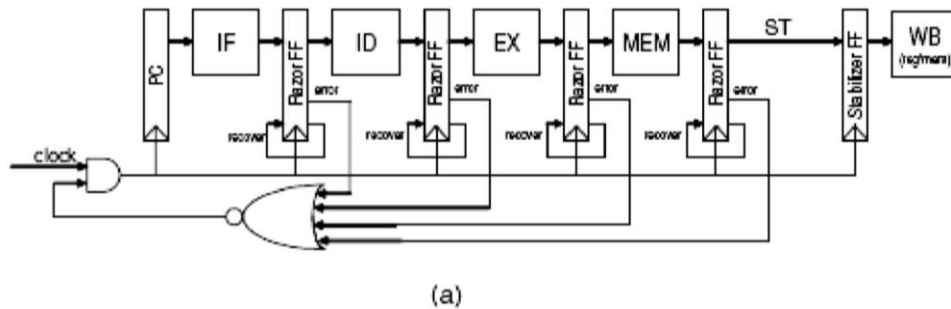 PC
IF
Razor FF
error
recover
ID
Razor FF
error
recover
EX
Razor FF
error
recover
MEM
Razor FF
error
recover
ST
Stabilizer FF
WB
(reg/mem)
clock
(a)